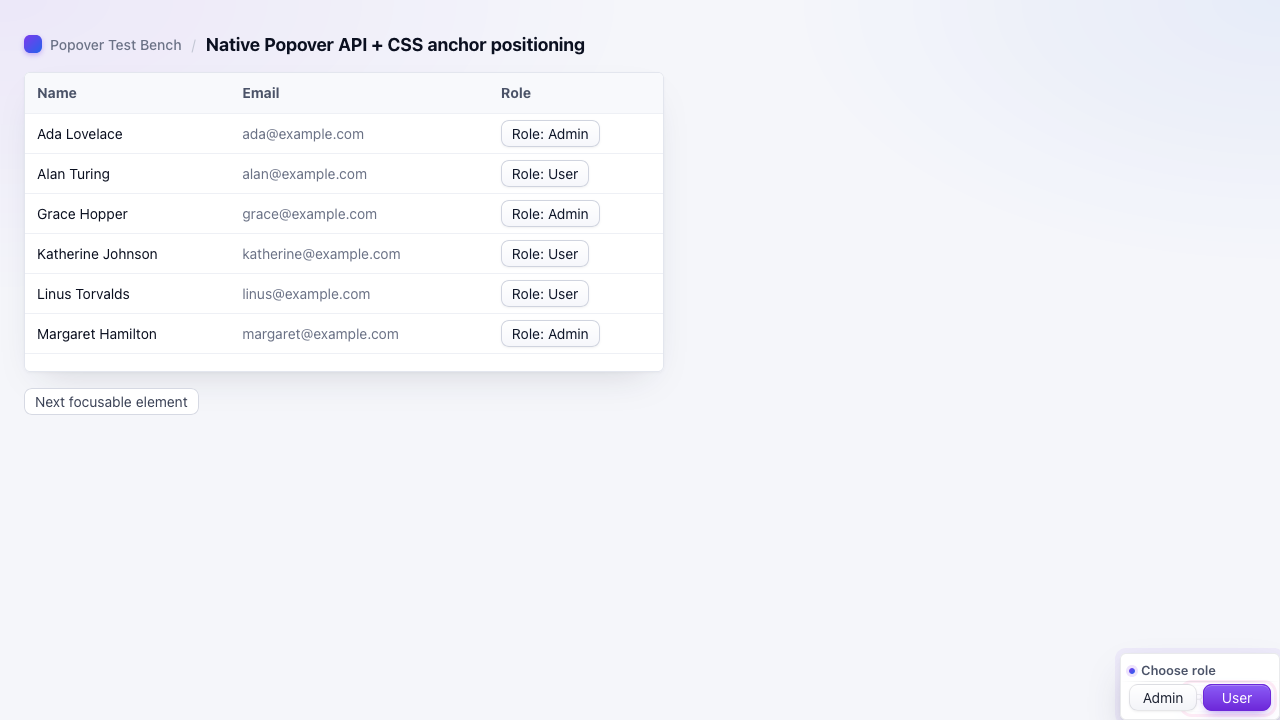 Popover Test Bench / Native Popover API + CSS anchor positioning
Name Email Role
Ada Lovelace ada@example.com Role: Admin
Alan Turing alan@example.com Role: User
Grace Hopper grace@example.com Role: Admin
Katherine Johnson katherine@example.com Role: User
Linus Torvalds linus@example.com Role: User
Margaret Hamilton margaret@example.com Role: Admin
Next focusable element
Choose role
Admin User